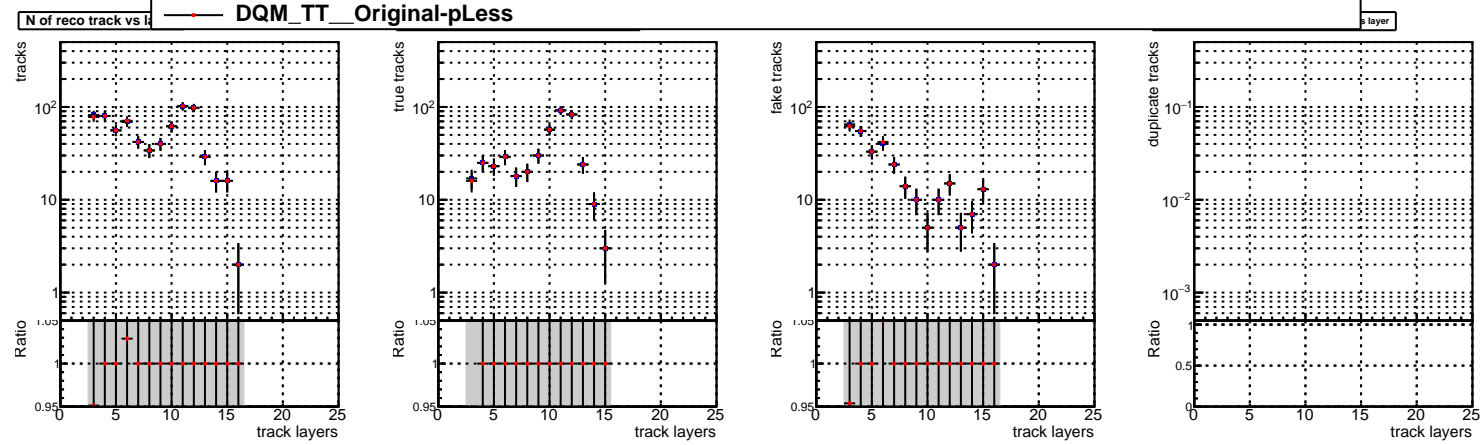 DQM_TT__Original-pLess
N of reco track vs la
s layer
tracks
10²
10
1
Ratio
1.05
1
0.95
0 5 10 15 20 25
track layers
true tracks
10²
10
1
Ratio
1.05
1
0.95
0 5 10 15 20 25
track layers
fake tracks
10²
10
1
Ratio
1.05
1
0.95
0 5 10 15 20 25
track layers
duplicate tracks
10⁻¹
10⁻²
10⁻³
Ratio
1
0.5
0
0 5 10 15 20 25
track layers